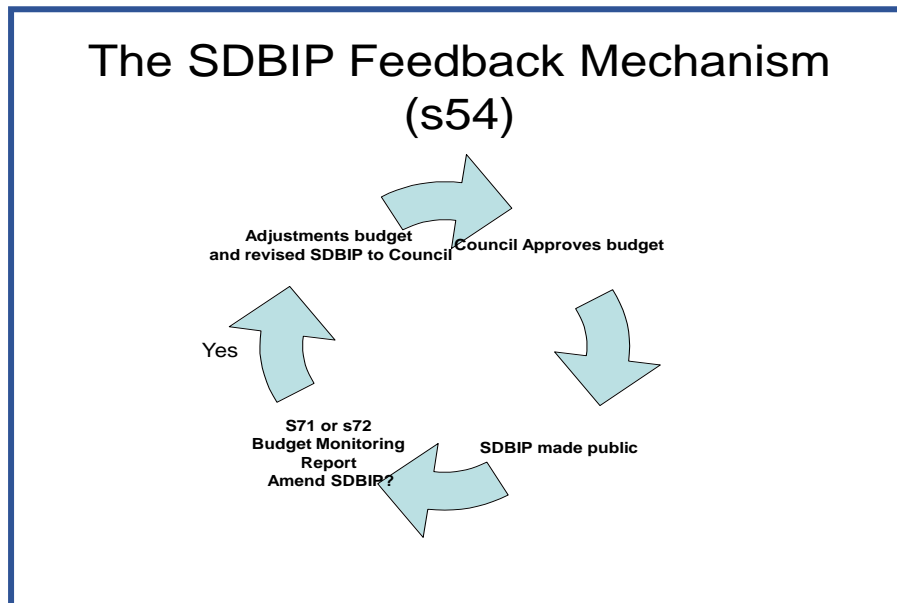 The SDBIP Feedback Mechanism
(s54)
Adjustments budget
and revised SDBIP to Council
Council Approves budget
Yes
S71 or s72
Budget Monitoring
Report
Amend SDBIP?
SDBIP made public